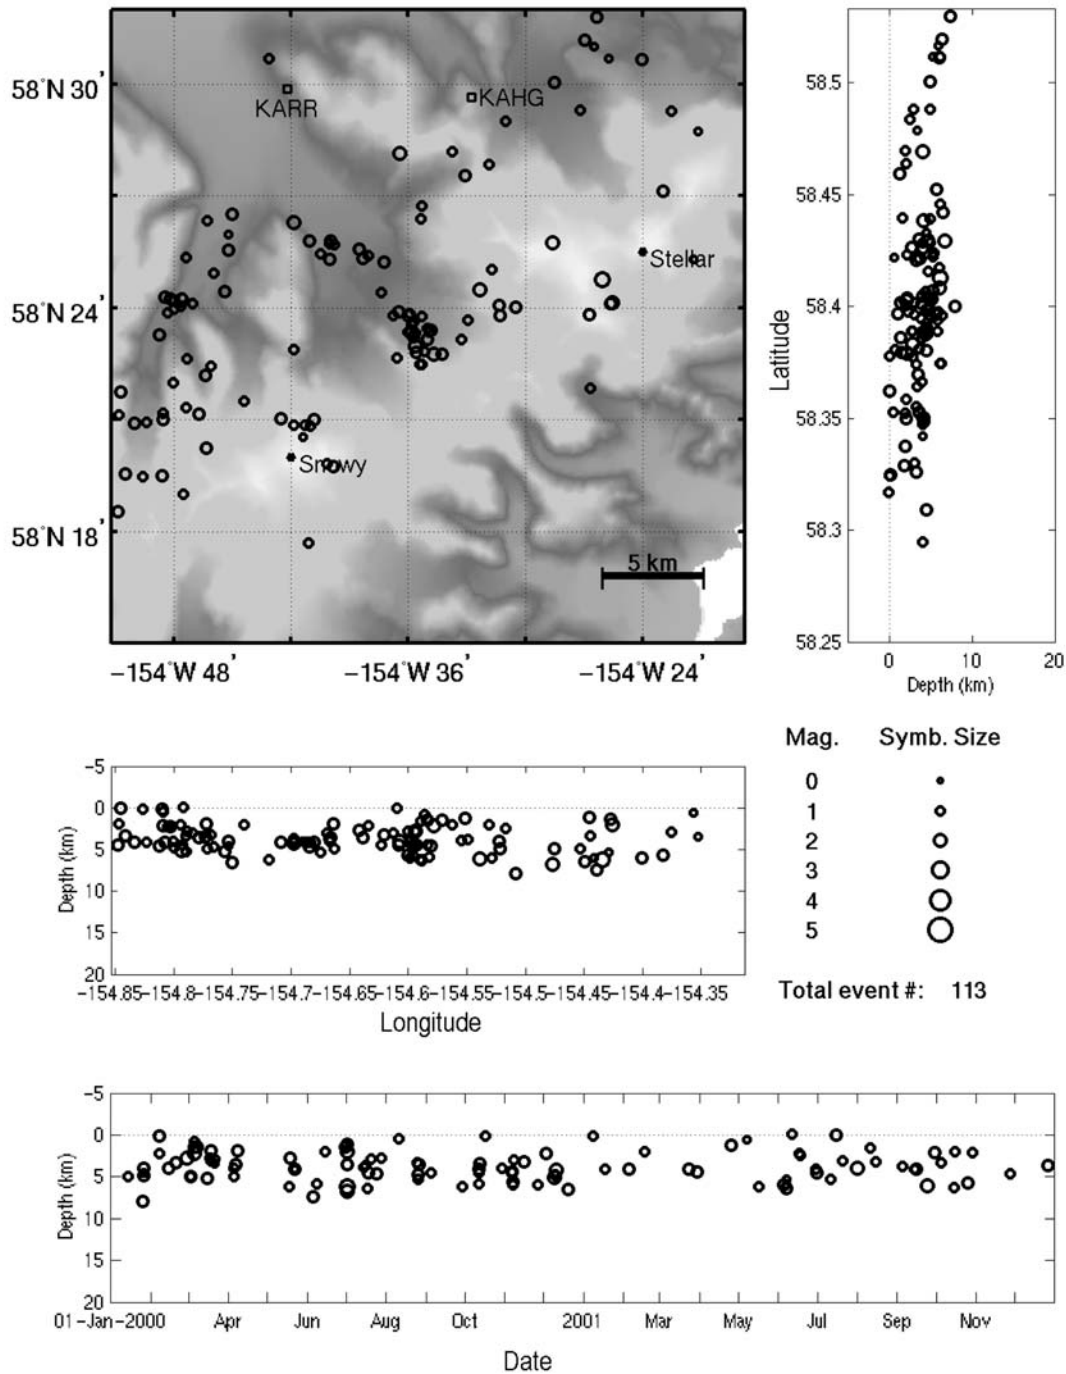 58°N 30'
KARR
KAHG
Stellar
58°N 24'
Snowy
58°N 18'
5 km
−154°W 48'
−154°W 36'
−154°W 24'
58.5
58.45
58.4
58.35
58.3
58.25
Latitude
0
10
20
Depth (km)
Mag.
Symb. Size
0
1
2
3
4
5
Total event #: 113
−5
0
5
10
15
20
Depth (km)
−154.85−154.8−154.75−154.7−154.65−154.6−154.55−154.5−154.45−154.4−154.35
Longitude
−5
0
5
10
15
20
Depth (km)
01−Jan−2000
Apr
Jun
Aug
Oct
2001
Mar
May
Jul
Sep
Nov
Date